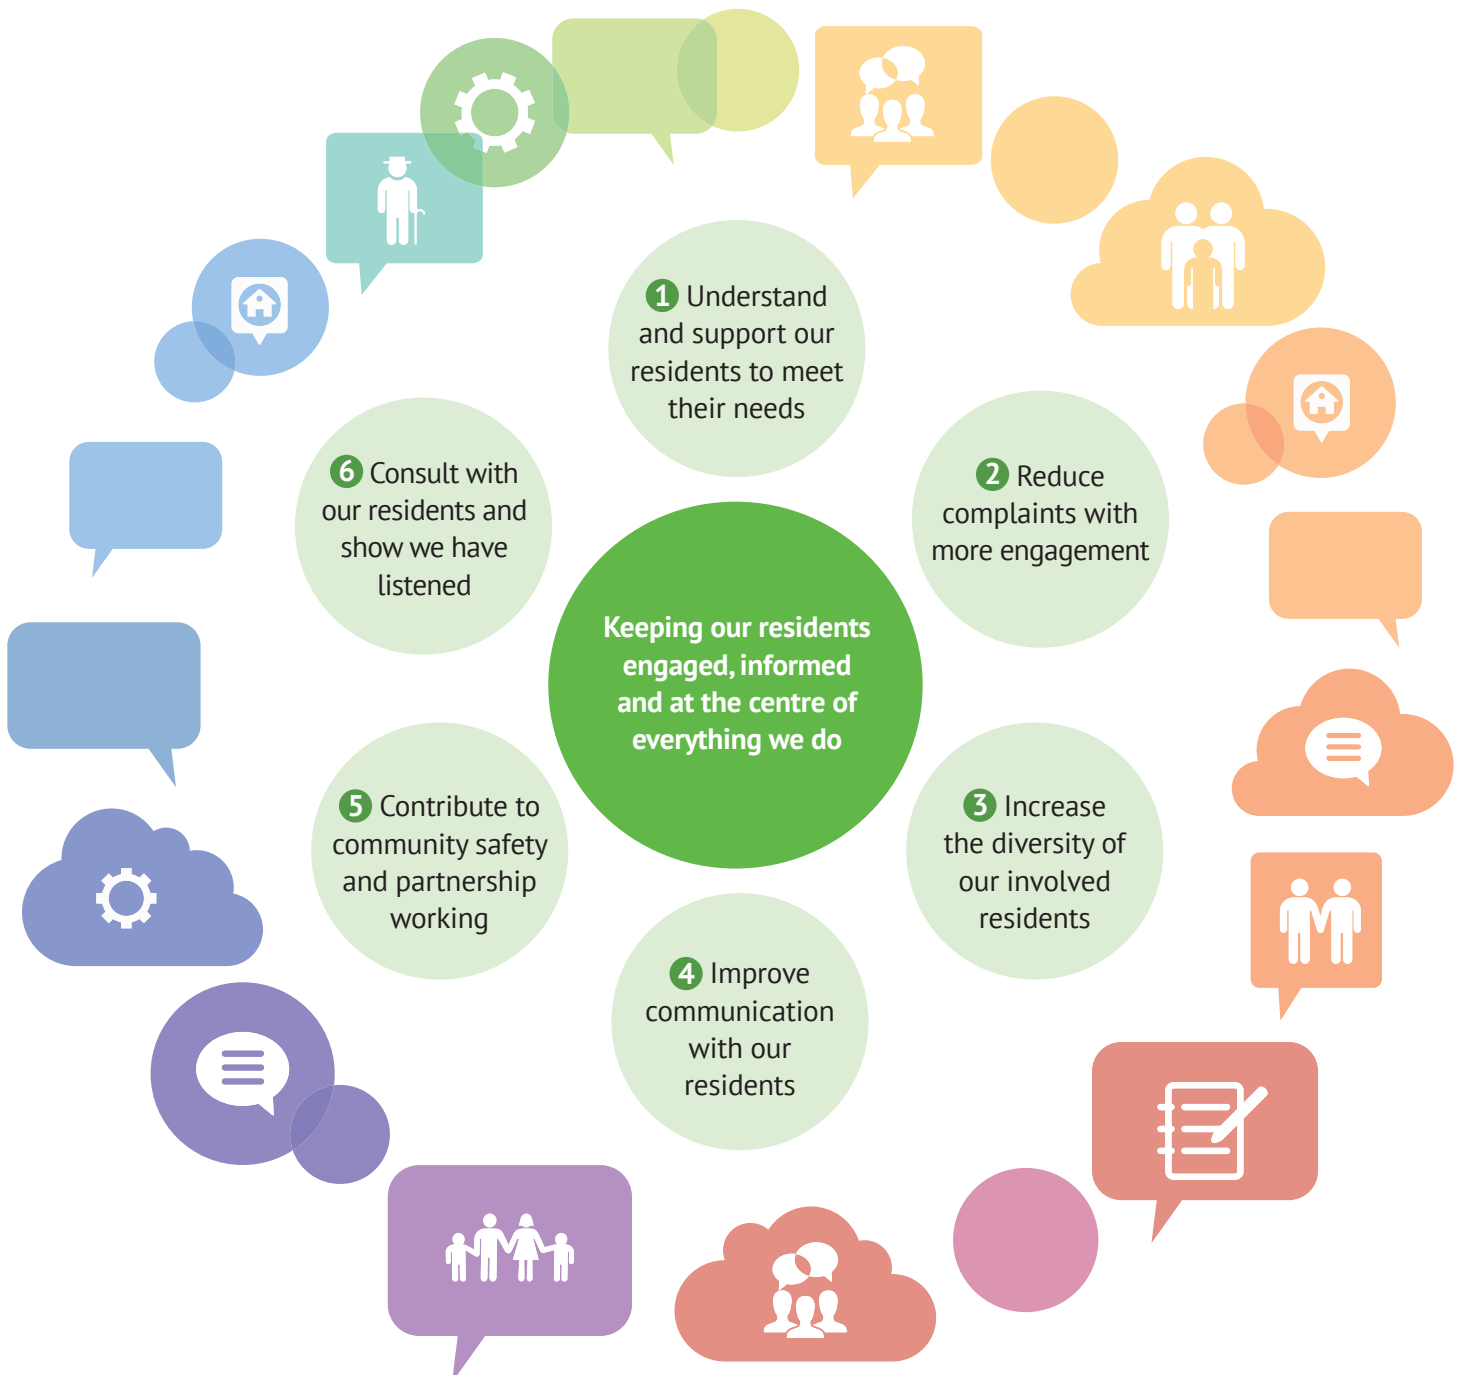 1 Understand
and support our
residents to meet
their needs
2 Reduce
complaints with
more engagement
3 Increase
the diversity of
our involved
residents
4 Improve
communication
with our
residents
5 Contribute to
community safety
and partnership
working
6 Consult with
our residents and
show we have
listened
Keeping our residents
engaged, informed
and at the centre of
everything we do